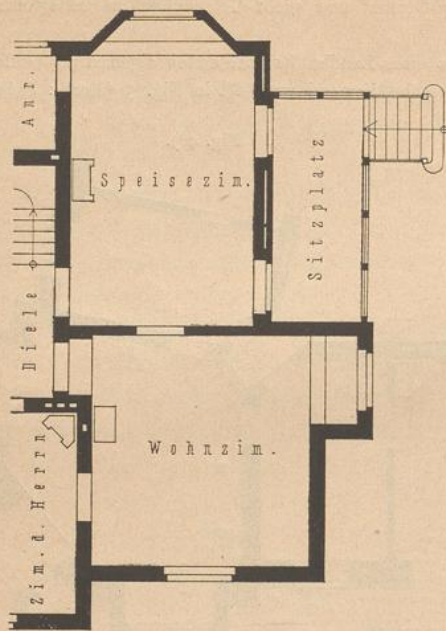 Anr.
Speisezim.
Sitzplatz
Diele
Wohnzim.
Zim. d. Herrn